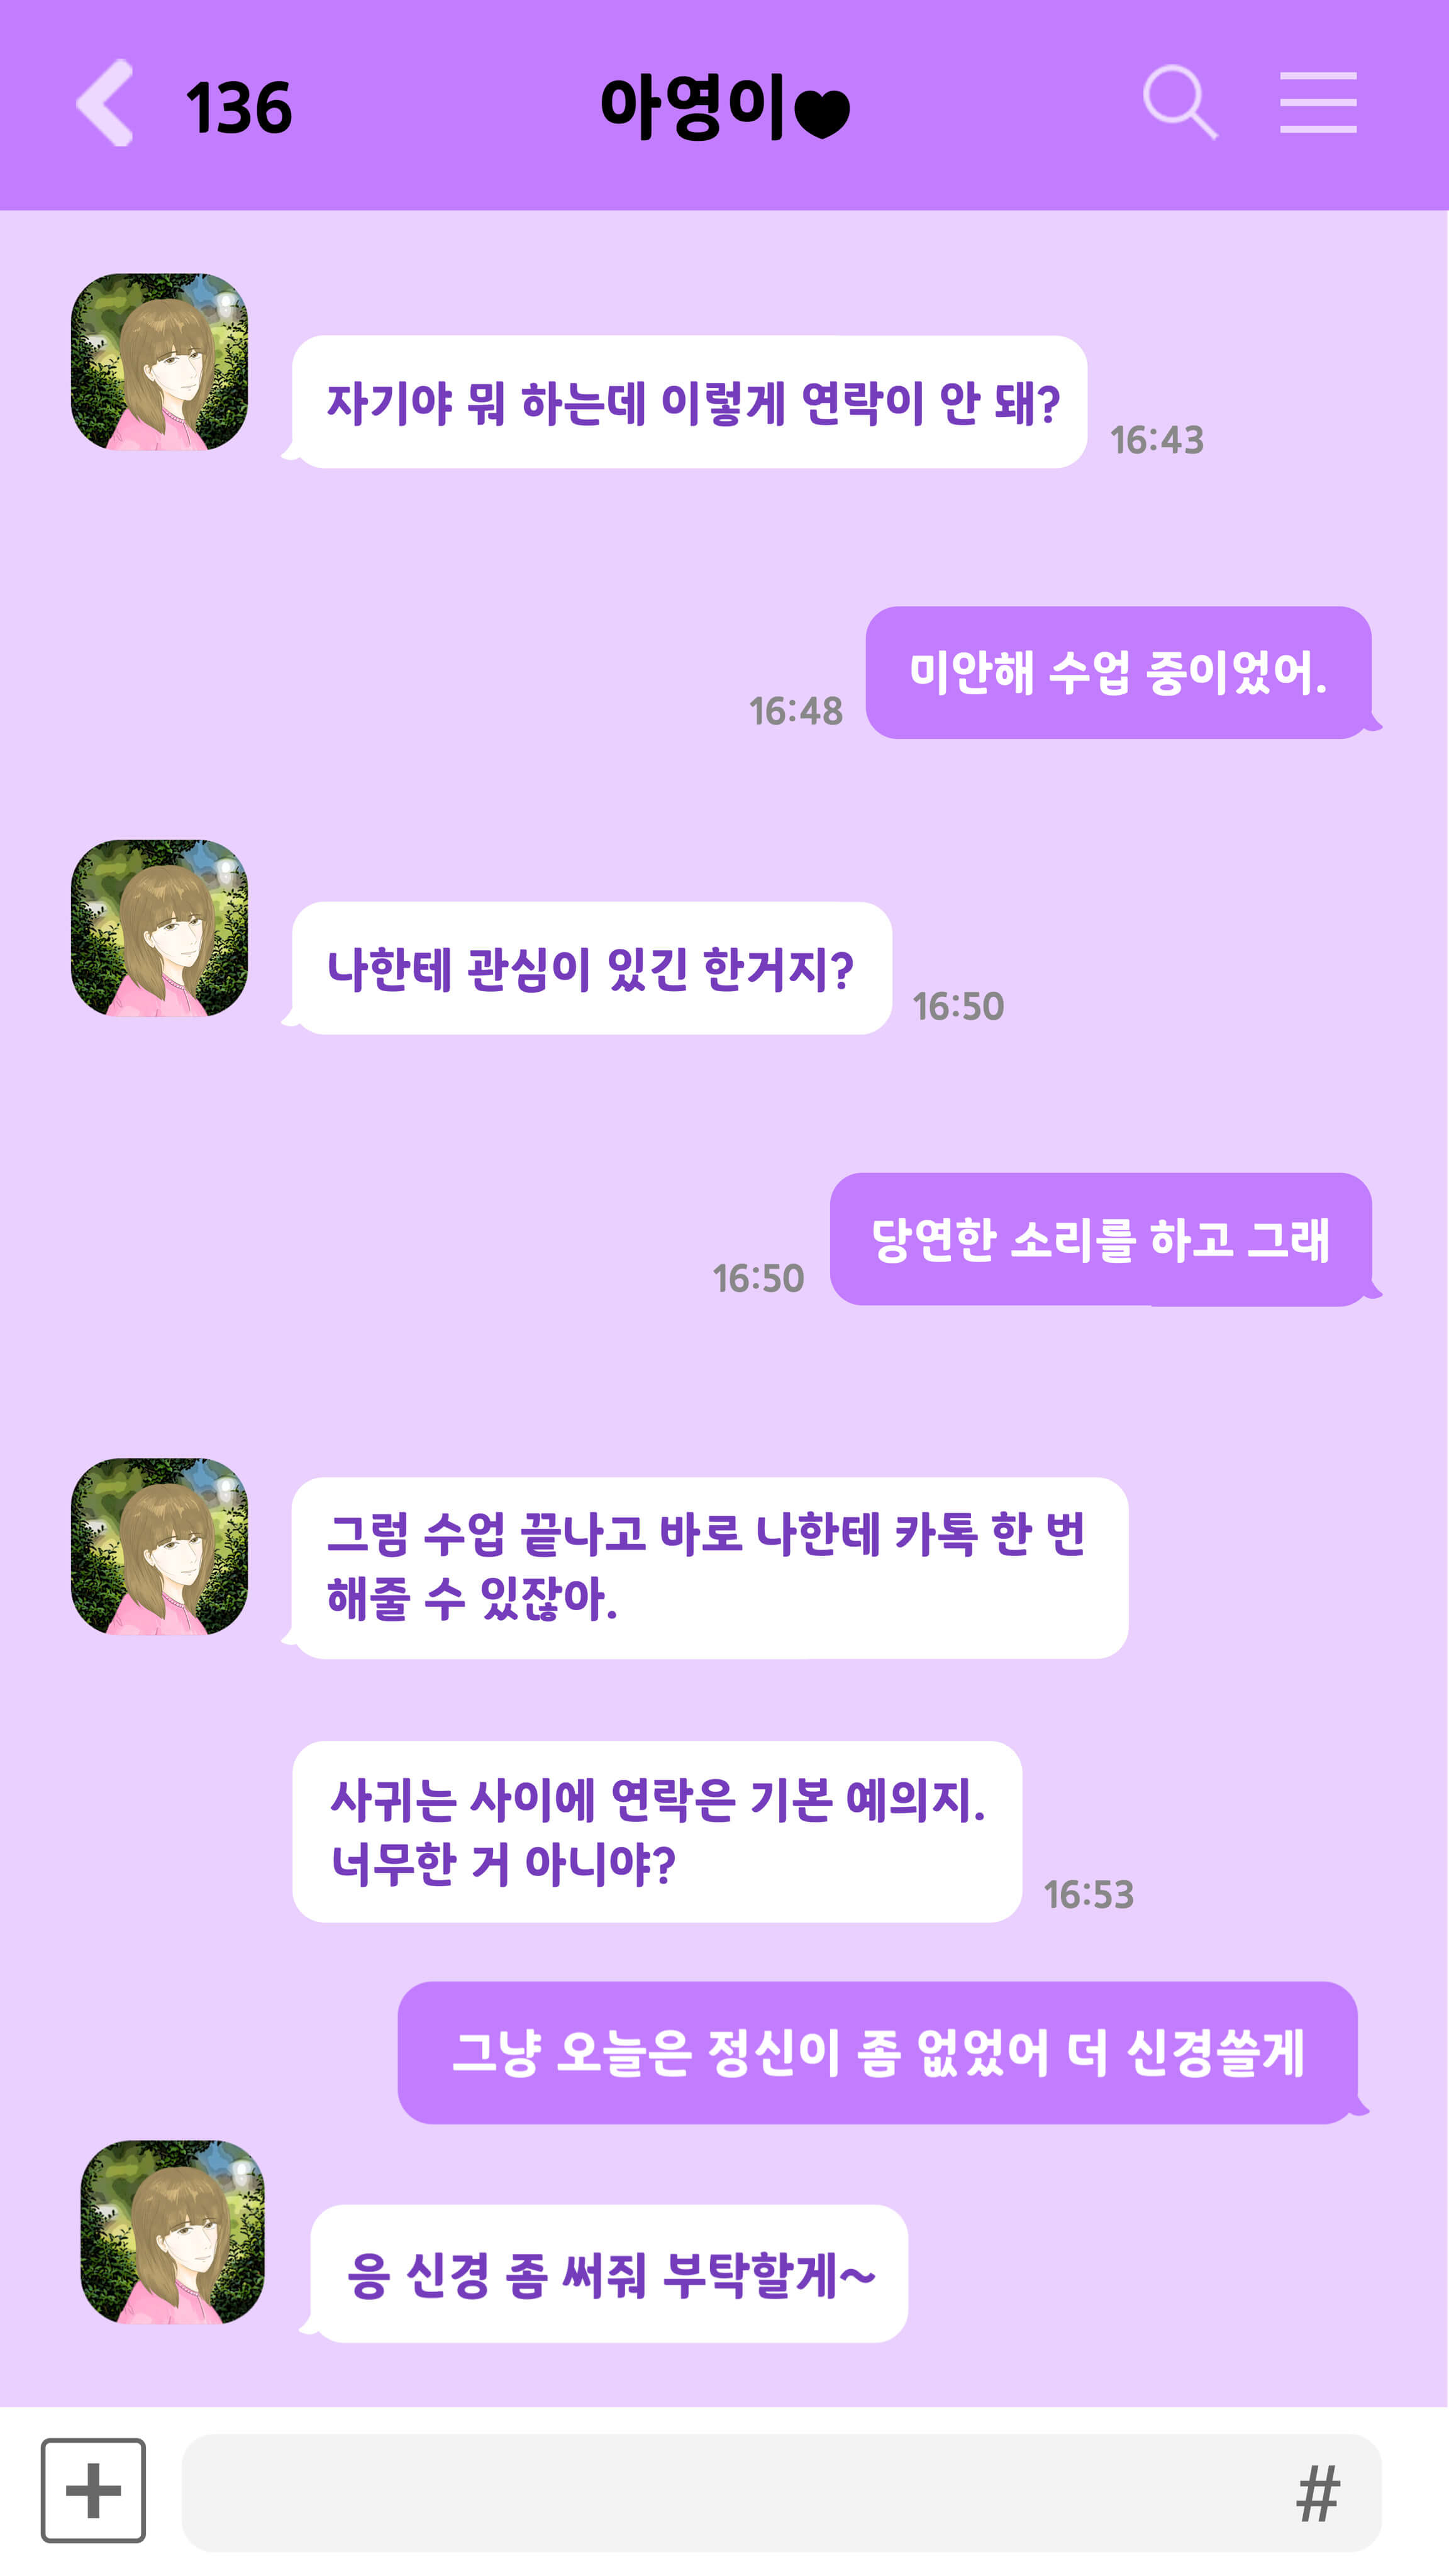 136
아영이♥
자기야 뭐 하는데 이렇게 연락이 안 돼?
16:43
미안해 수업 중이었어.
16:48
나한테 관심이 있긴 한거지?
16:50
당연한 소리를 하고 그래
16:50
그럼 수업 끝나고 바로 나한테 카톡 한 번
해줄 수 있잖아.
사귀는 사이에 연락은 기본 예의지.
너무한 거 아니야?
16:53
그냥 오늘은 정신이 좀 없었어 더 신경쓸게
응 신경 좀 써줘 부탁할게~
#